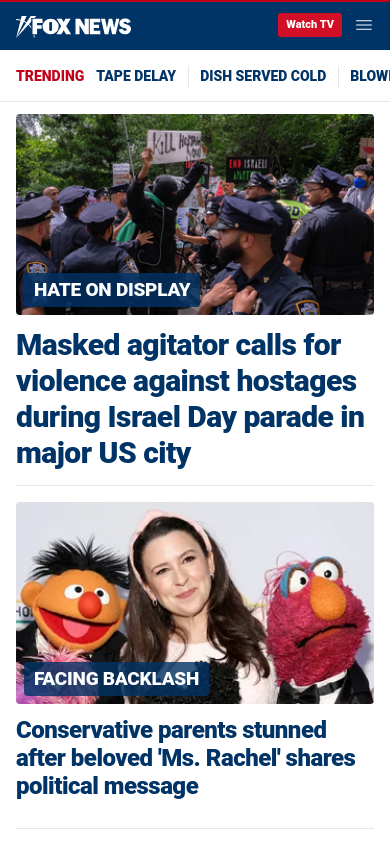 FOX NEWS
Watch TV
TRENDING TAPE DELAY DISH SERVED COLD
KILL
END ISRAELI
HATE ON DISPLAY
Masked agitator calls for
violence against hostages
during Israel Day parade in
major US city
FACING BACKLASH
Conservative parents stunned
after beloved 'Ms. Rachel' shares
political message